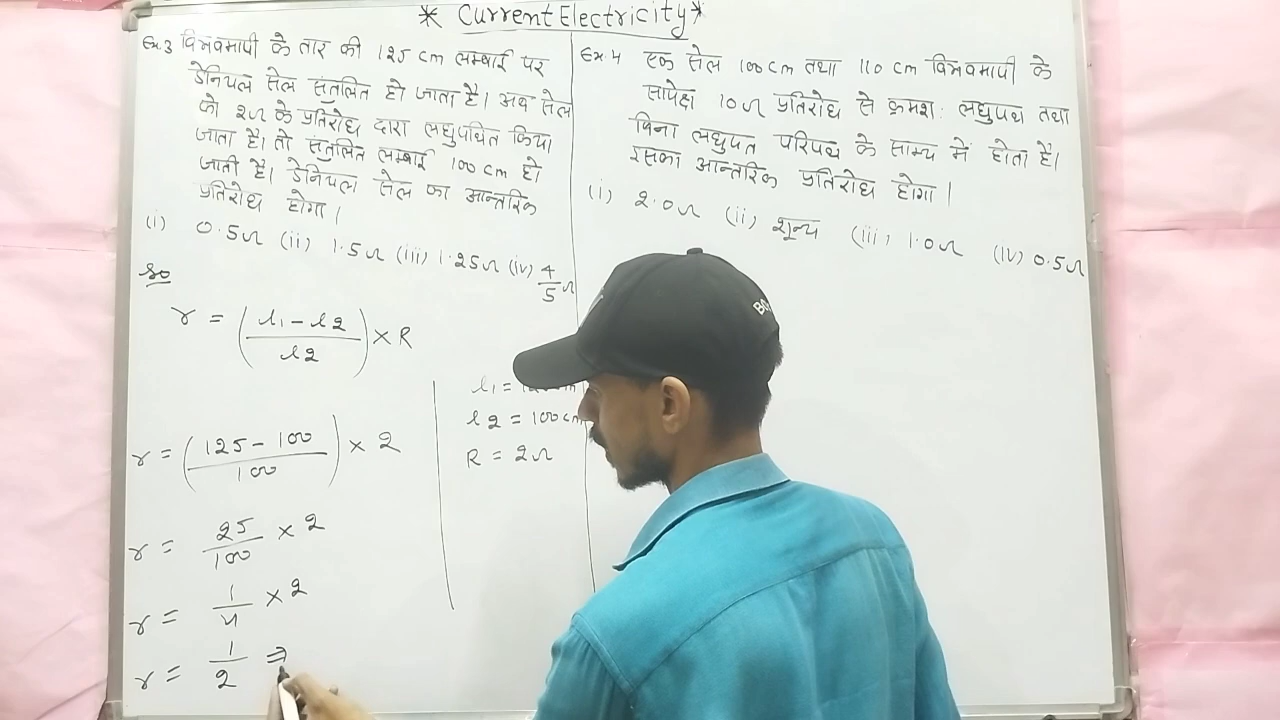 * Current Electricity *
Ex. 3 विभवमापी के तार की 125 cm लम्बाई पर
डेनियल सेल संतुलित हो जाता है। अब सेल
को 2Ω के प्रतिरोध द्वारा लघुपथित किया
जाता है। तो संतुलित लम्बाई 100 cm हो
जाती है। डेनियल सेल का आन्तरिक
प्रतिरोध होगा।
(i) 0.5Ω (ii) 1.5Ω (iii) 1.25Ω (iv) 4/5 Ω
So
r = ((l1 - l2)/l2) × R
r = ((125 - 100)/100) × 2
r = 25/100 × 2
r = 1/4 × 2
r = 1/2 ⇒
l1 =
l2 = 100 cm
R = 2Ω
Ex. 4 एक सेल 100 cm तथा 110 cm विभवमापी के
सापेक्ष 10Ω प्रतिरोध से क्रमश: लघुपथ तथा
बिना लघुपत परिपथ के साम्य में होता है।
इसका आन्तरिक प्रतिरोध होगा।
(i) 2.0Ω (ii) शून्य (iii) 1.0Ω (iv) 0.5Ω